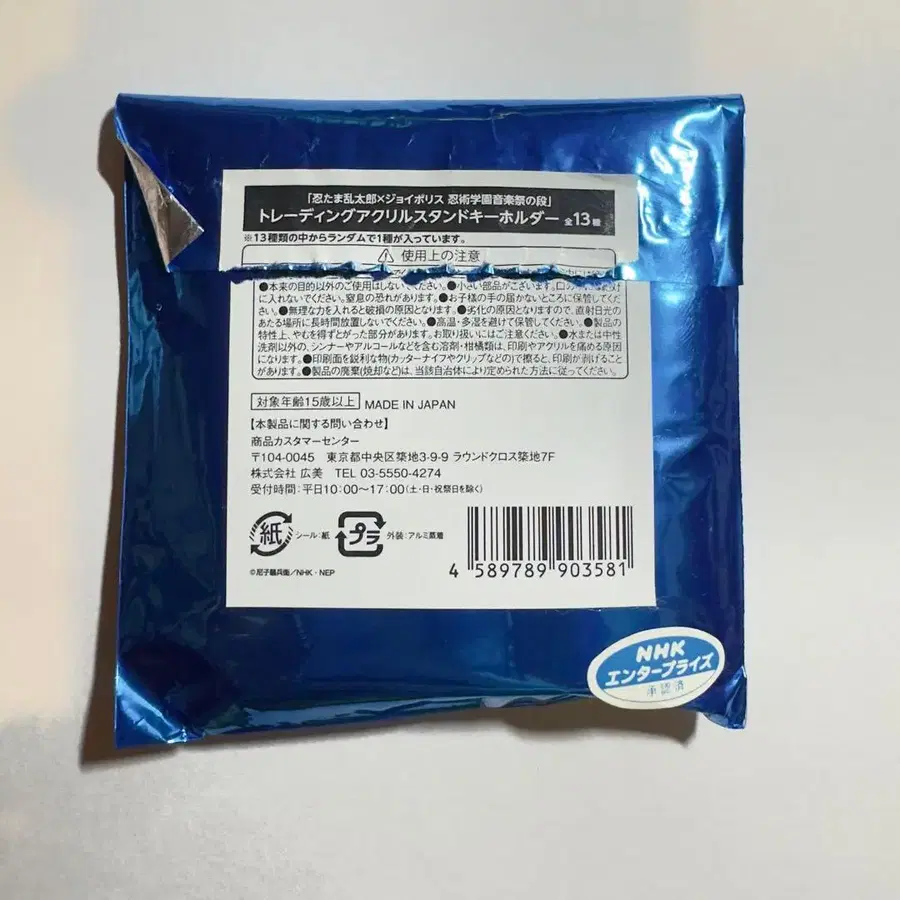 「忍たま乱太郎×ジョイポリス 忍術学園音楽祭の段」
トレーディングアクリルスタンドキーホルダー 全13種
※13種類の中からランダムで1種が入っています。
⚠ 使用上の注意
●本来の目的以外のご使用はしないでください。●小さい部品がございます。口の
に入れないでください。窒息の恐れがあります。●お子様の手の届かないところに保管してくだ
さい。●無理な力を入れると破損の原因となります。●劣化の原因となりますので、直射日光の
あたる場所に長時間放置しないでください。●高温・多湿を避けて保管してください。●製品の
特性上、やむを得ずとがった部分があります。お取り扱いにはご注意ください。●水または中性
洗剤以外の、シンナーやアルコールなどを含む溶剤・柑橘類は、印刷やアクリルを痛める原因
になります。●印刷面を鋭利な物(カッターナイフやクリップなどの)で擦ると、印刷が剥げることが
があります。●製品の廃棄(焼却など)は、当該自治体により定められた方法に従ってください。
対象年齢15歳以上 MADE IN JAPAN
【本製品に関する問い合わせ】
商品カスタマーセンター
〒104-0045 東京都中央区築地3-9-9 ラウンドクロス築地7F
株式会社 広美 TEL 03-5550-4274
受付時間:平日10:00〜17:00(土・日・祝祭日を除く)
紙 シール:紙 プラ 外装:アルミ蒸着
4 589789 903581
©尼子騒兵衛/NHK・NEP
NHK
エンタープライズ
承認済